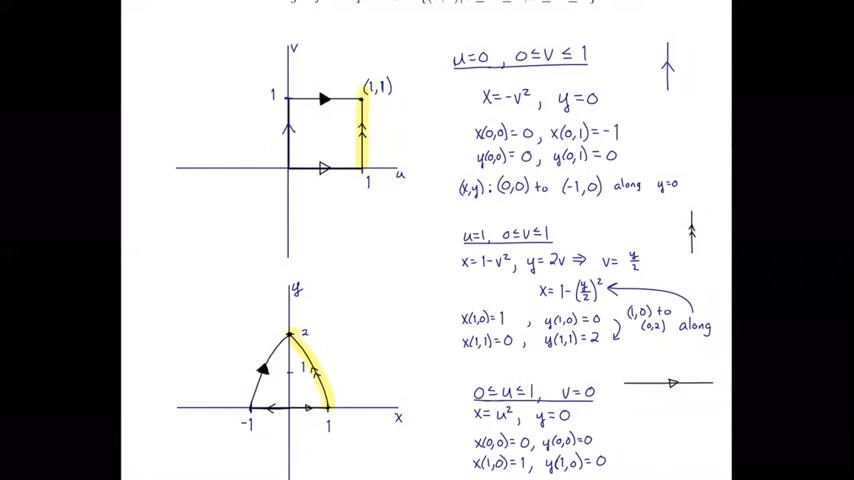 v
1
(1,1)
1
u
y
2
1
-1
1
x
u=0 , 0≤v≤1
x=-v², y=0
x(0,0)=0, x(0,1)=-1
y(0,0)=0, y(0,1)=0
(x,y): (0,0) to (-1,0) along y=0
u=1, 0≤v≤1
x=1-v², y=2v ⇒ v= y/2
x=1-(y/2)²
x(1,0)=1 , y(1,0)=0
x(1,1)=0 , y(1,1)=2
(1,0) to
(0,2) along
0≤u≤1, v=0
x=u², y=0
x(0,0)=0, y(0,0)=0
x(1,0)=1, y(1,0)=0